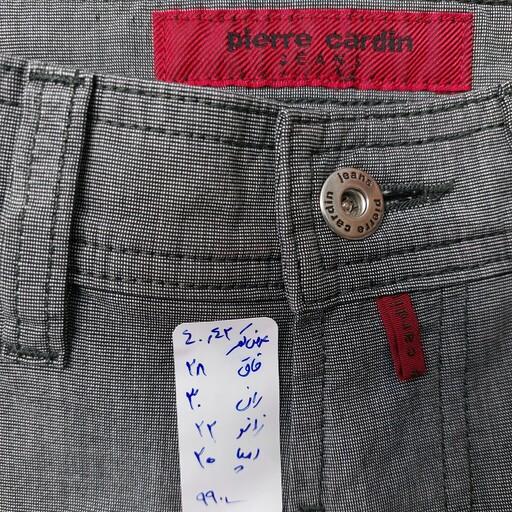 pierre cardin
JEANS
jeans pierre cardin
cardin
عرض کمر ۴۰،۴۲
فاق ۲۸
ران ۳۰
زانو ۲۲
دمپا ۲۰
۹۹۰